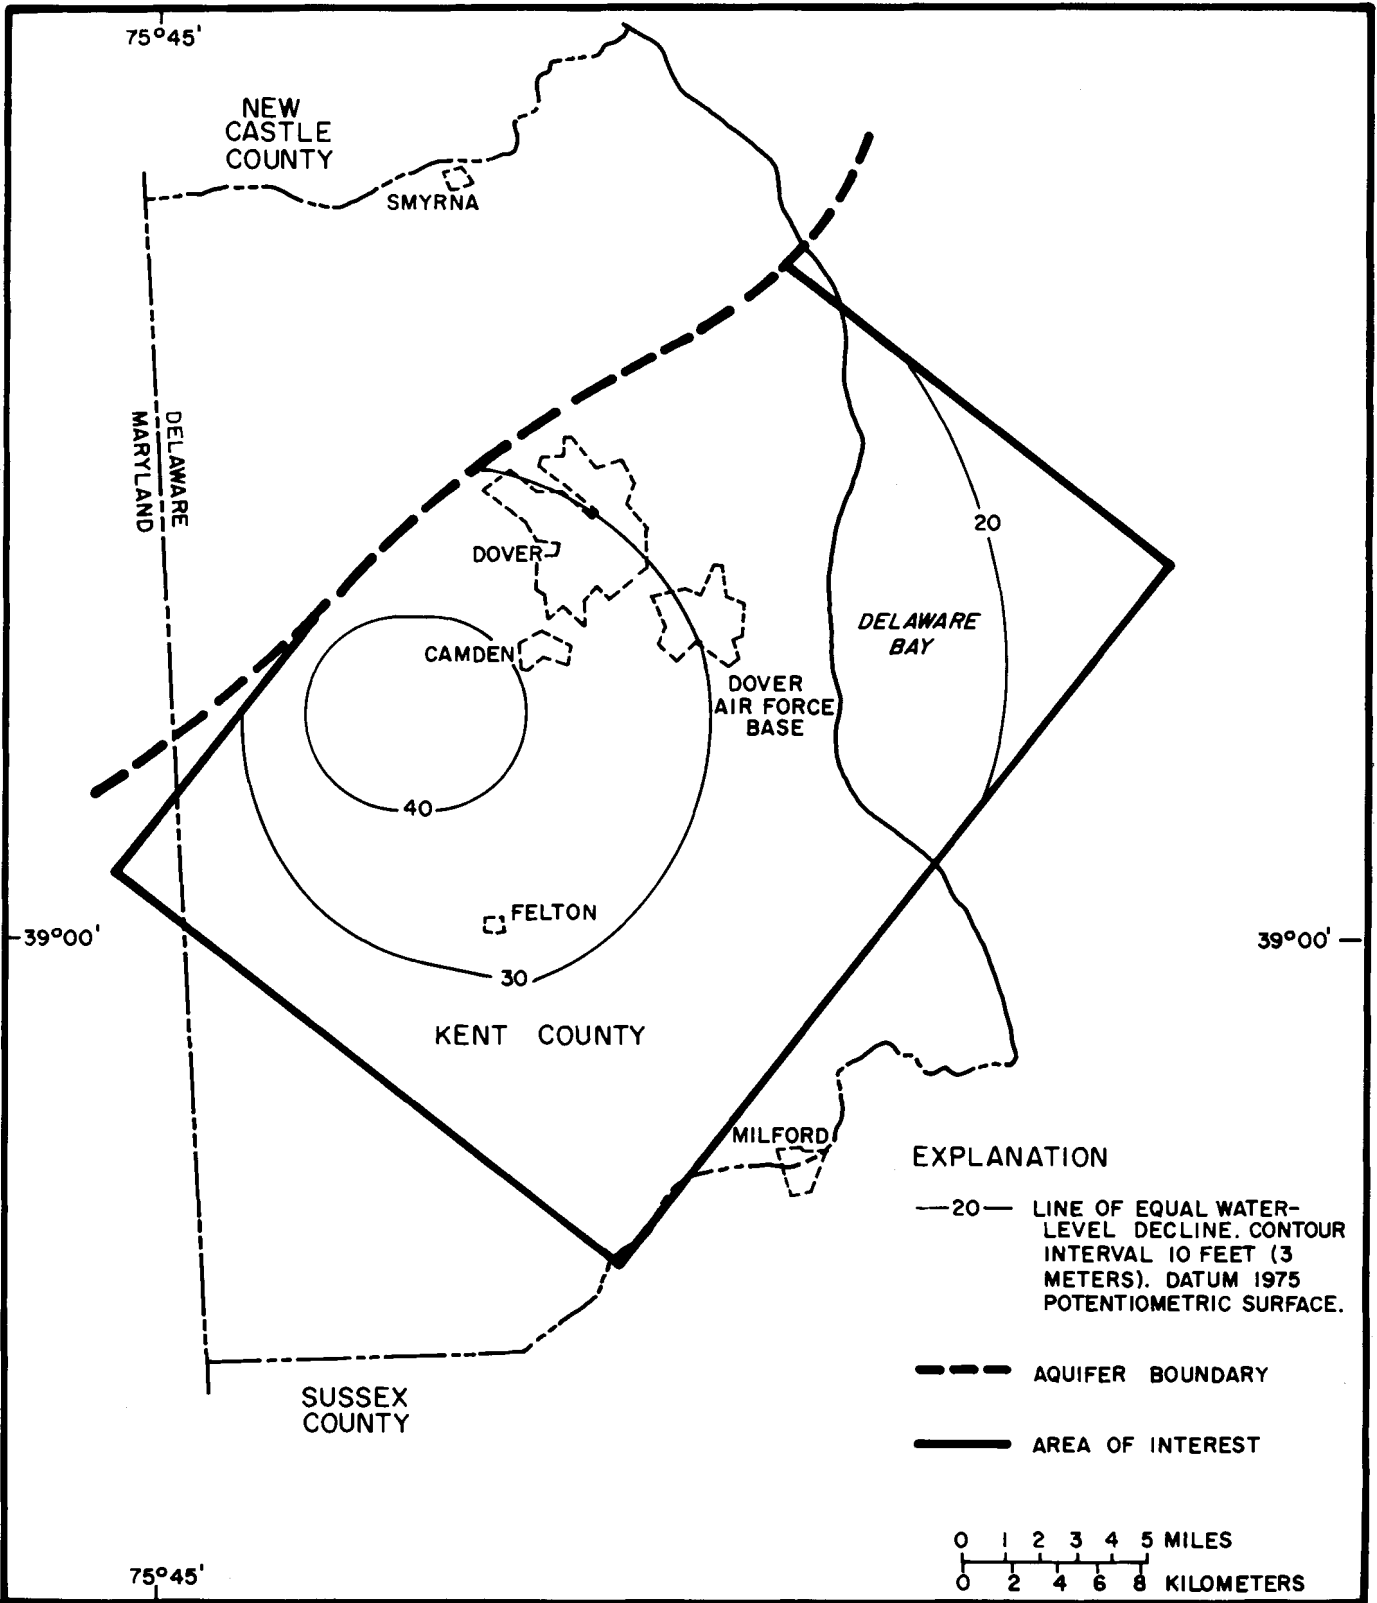 75°45'
NEW
CASTLE
COUNTY
SMYRNA
DELAWARE
MARYLAND
20
DOVER
DELAWARE
BAY
CAMDEN
DOVER
AIR FORCE
BASE
40
FELTON
39°00'
39°00'
30
KENT COUNTY
MILFORD
EXPLANATION
20
LINE OF EQUAL WATER-
LEVEL DECLINE. CONTOUR
INTERVAL 10 FEET (3
METERS). DATUM 1975
POTENTIOMETRIC SURFACE.
AQUIFER BOUNDARY
SUSSEX
COUNTY
AREA OF INTEREST
0 1 2 3 4 5 MILES
0 2 4 6 8 KILOMETERS
75°45'